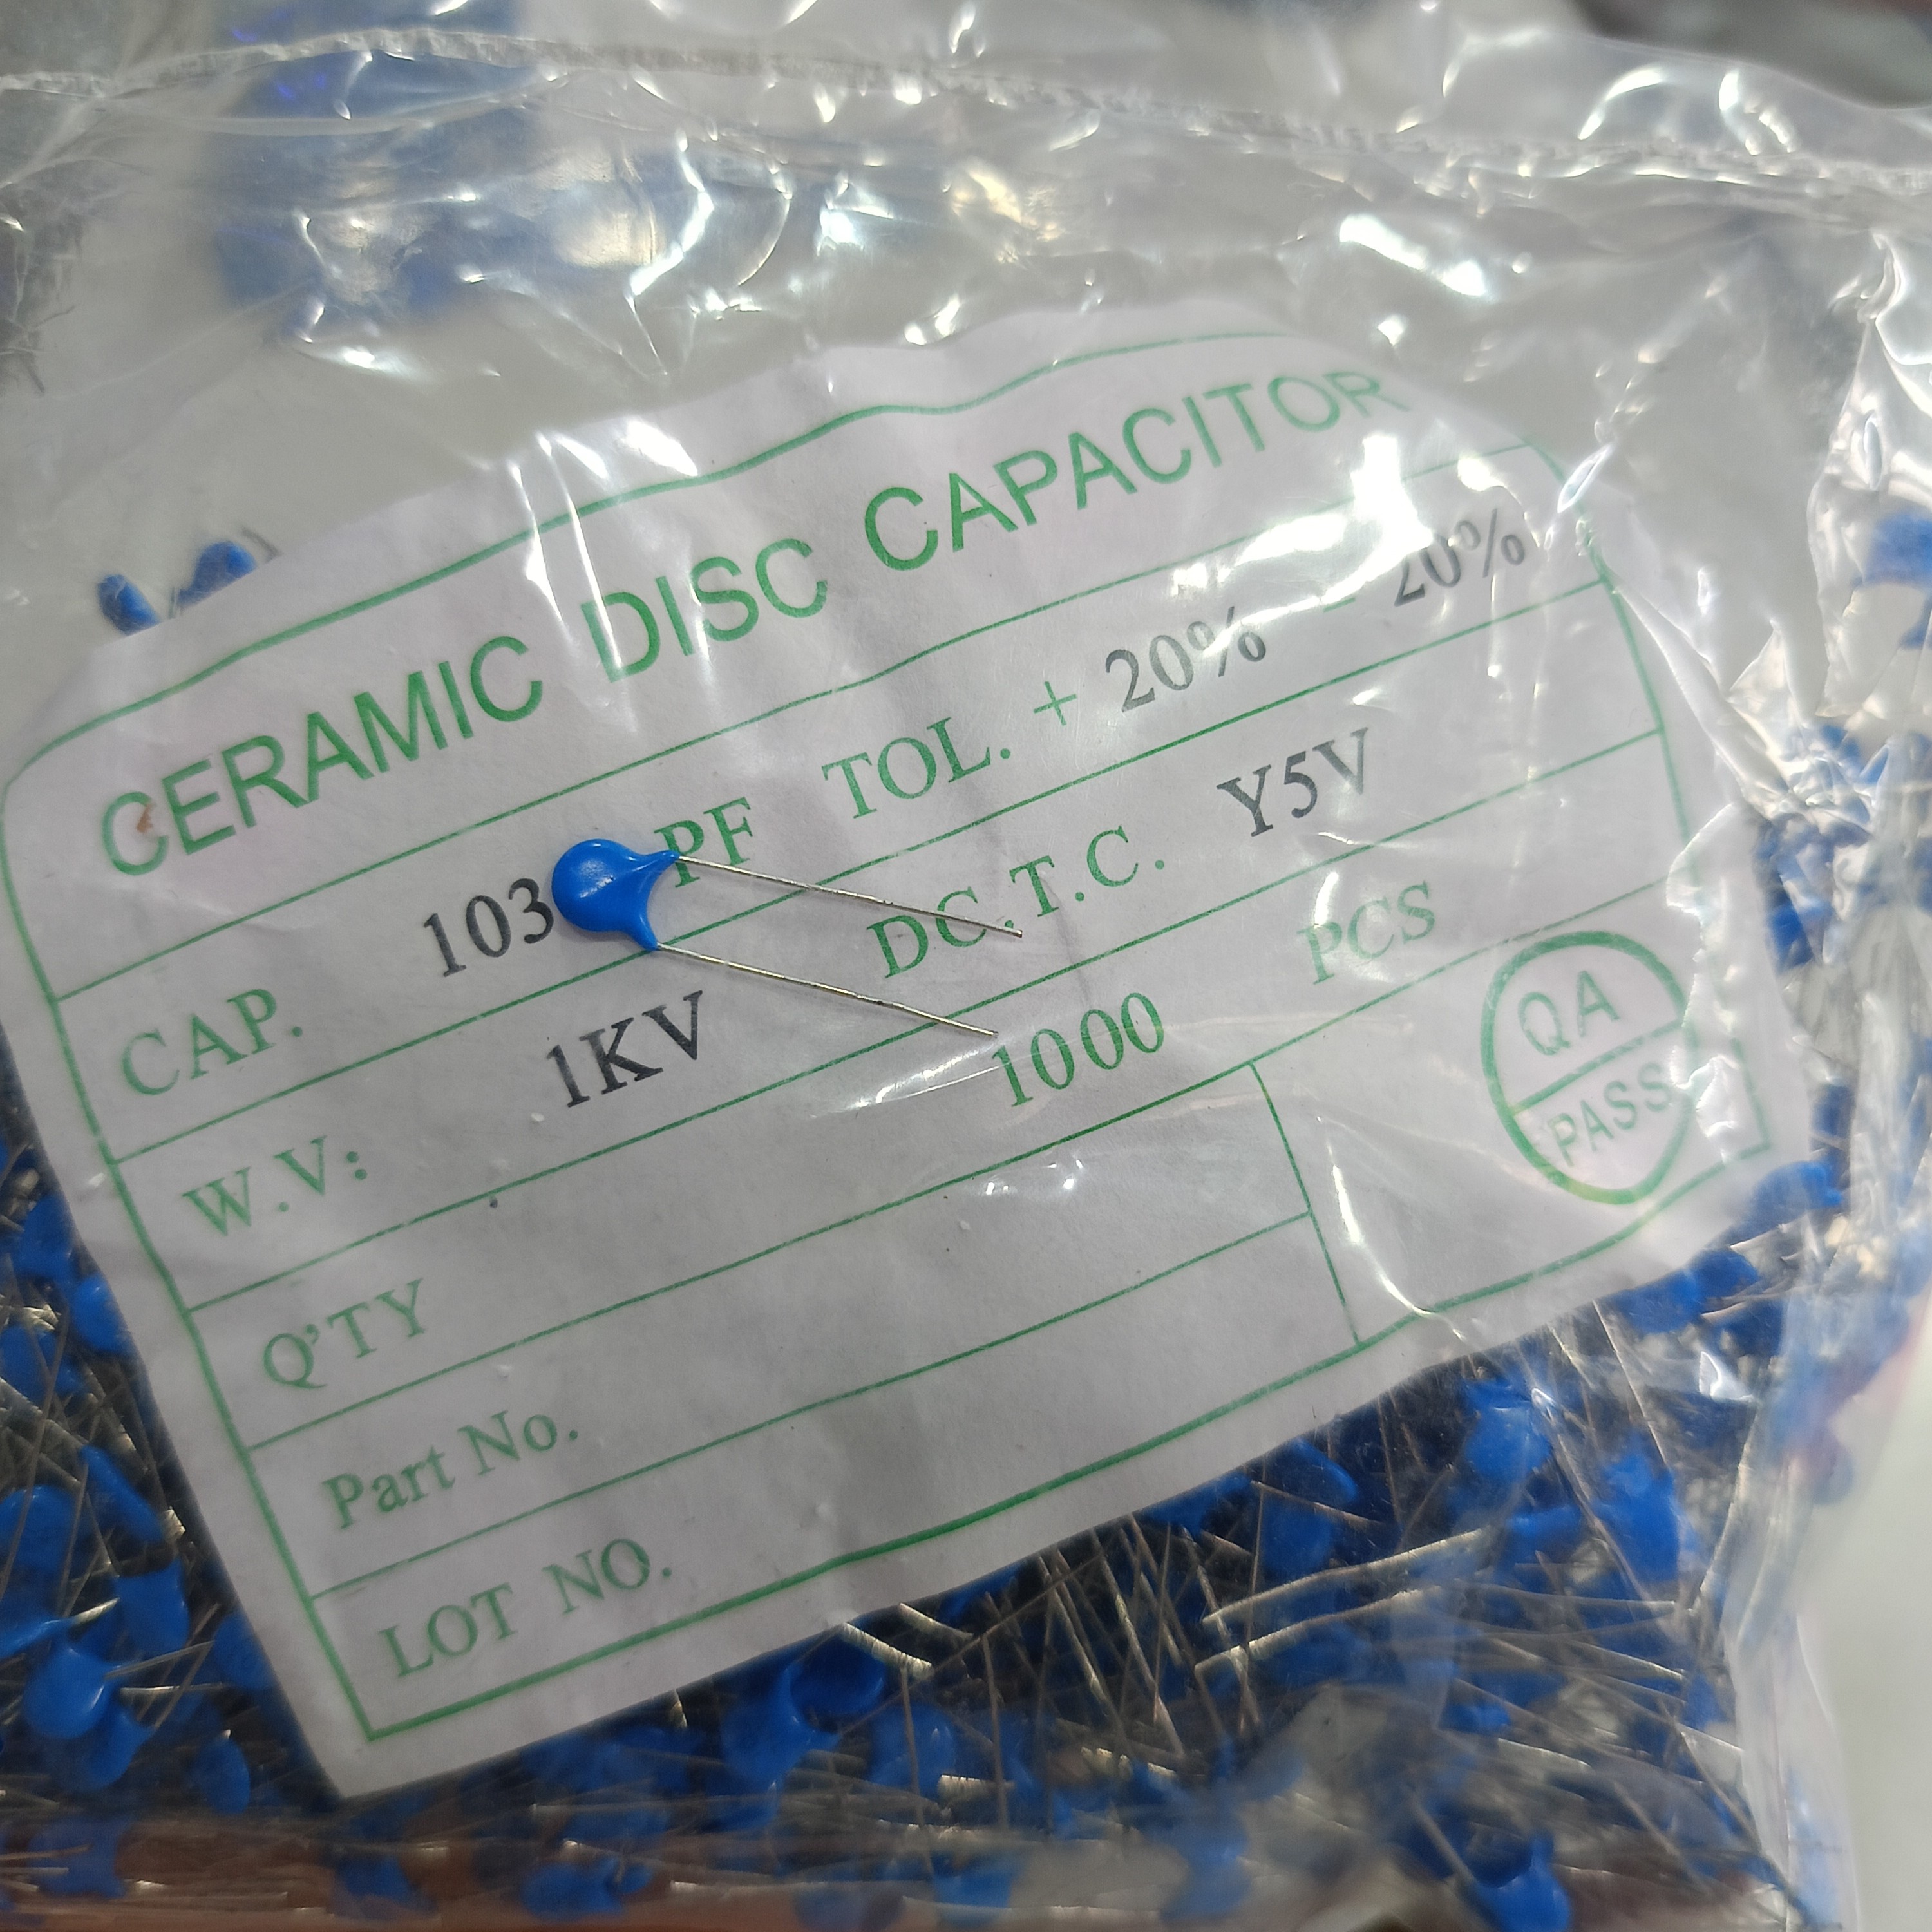 CERAMIC DISC CAPACITOR
CAP. 103 PF TOL. + 20% - 20%
W.V: 1KV DC.T.C. Y5V
Q'TY 1000 PCS
Part No.
LOT NO.
QA
PASS